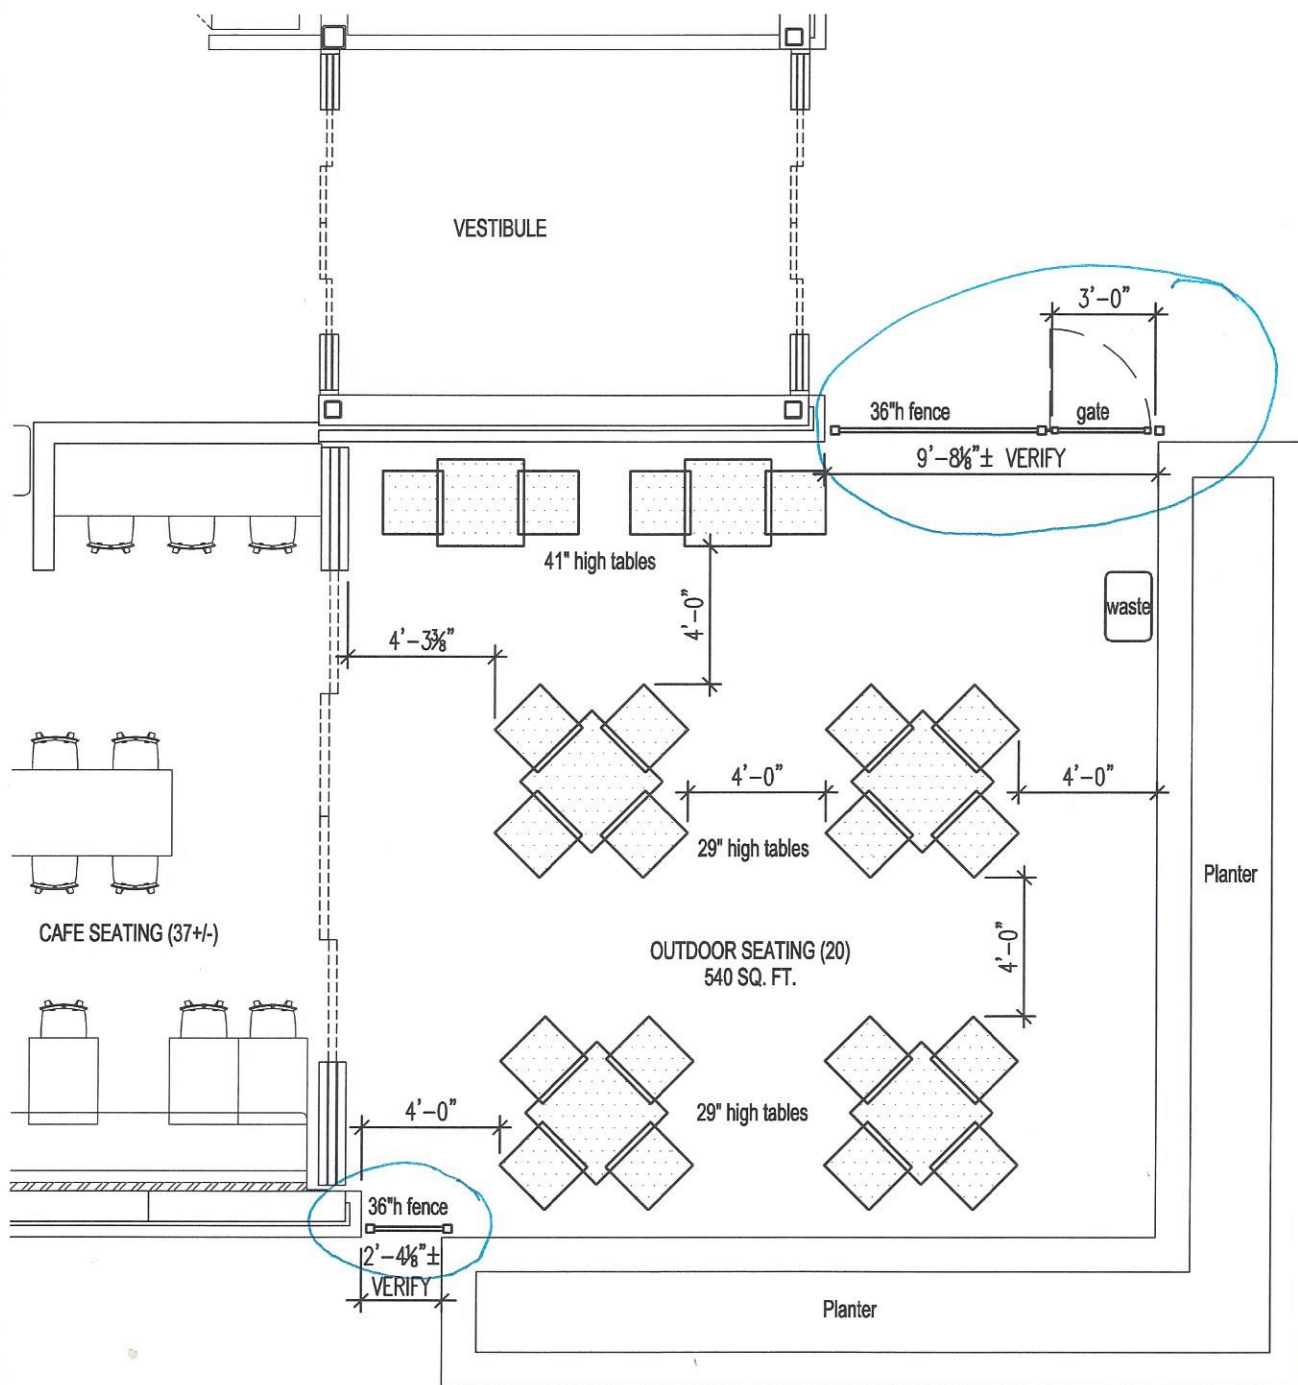 VESTIBULE
3'-0"
36"h fence
gate
9'-8⅛"± VERIFY
41" high tables
4'-0"
waste
4'-3⅜"
4'-0"
4'-0"
29" high tables
Planter
CAFE SEATING (37+/-)
OUTDOOR SEATING (20)
540 SQ. FT.
4'-0"
4'-0"
29" high tables
36"h fence
2'-4⅛"±
VERIFY
Planter